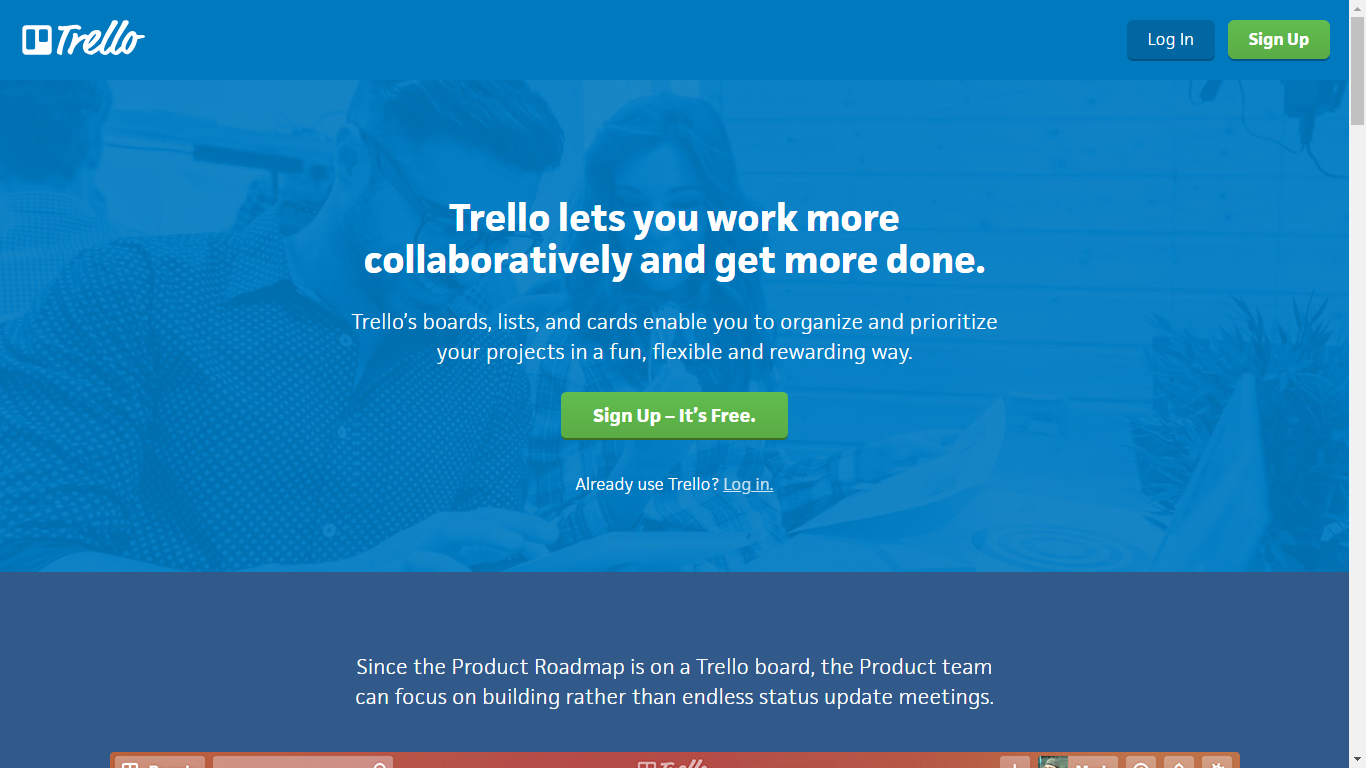 Trello
Log In
Sign Up
Trello lets you work more
collaboratively and get more done.
Trello’s boards, lists, and cards enable you to organize and prioritize
your projects in a fun, flexible and rewarding way.
Sign Up – It’s Free.
Already use Trello? Log in.
Since the Product Roadmap is on a Trello board, the Product team
can focus on building rather than endless status update meetings.